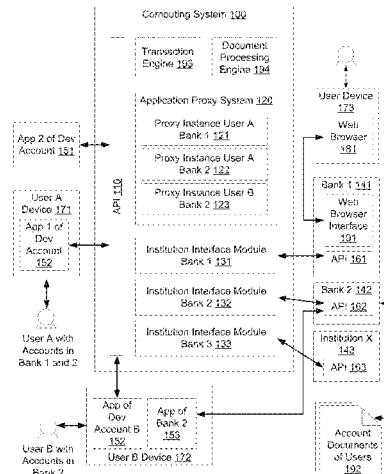 Computing System 100
Transection
Engine 193
Document
Processing
Engine 194
Application Proxy System 120
Proxy Instance User A
Bank 1 121
Proxy Instance User A
Bank 2 122
Proxy Instance User B
Bank 2 123
API 110
Institution Interface Module
Bank 1 131
Institution Interface Module
Bank 2 132
Institution Interface Module
Bank 3 133
App 2 of Dev
Account 151
User A
Device 171
App 1 of
Dev
Account
152
User A with
Accounts in
Bank 1 and 2
User B with
Accounts in
Bank 2
App of
Dev
Account B
152
App of
Bank 2
153
User B Device 172
User Device
173
Web
Browser
181
Bank 1 141
Web
Browser
Interface
191
API 161
Bank 2 142
API 162
Institution X
143
API 163
Account
Documents
of Users
192